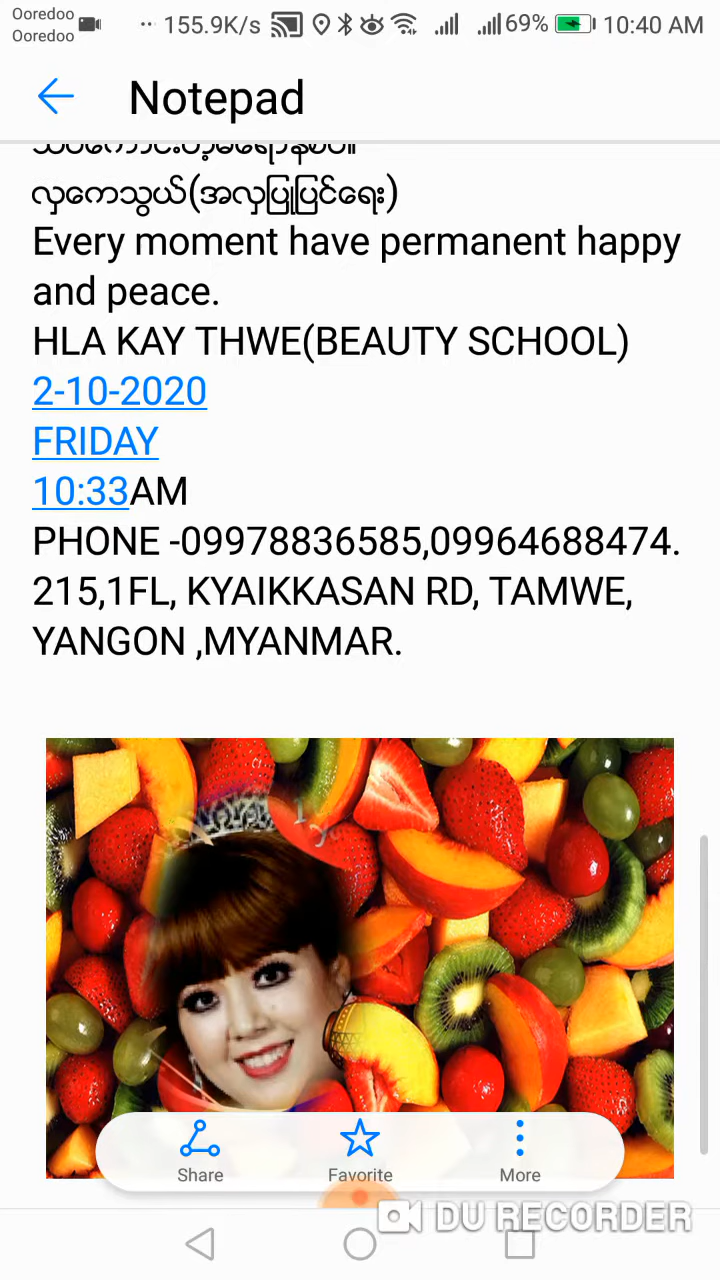 Ooredoo
Ooredoo
155.9K/s
69%
10:40 AM
Notepad
လှကေသွယ်(အလှပြုပြင်ရေး)
Every moment have permanent happy
and peace.
HLA KAY THWE(BEAUTY SCHOOL)
2-10-2020
FRIDAY
10:33AM
PHONE -09978836585,09964688474.
215,1FL, KYAIKKASAN RD, TAMWE,
YANGON ,MYANMAR.
Share
Favorite
More
DU RECORDER